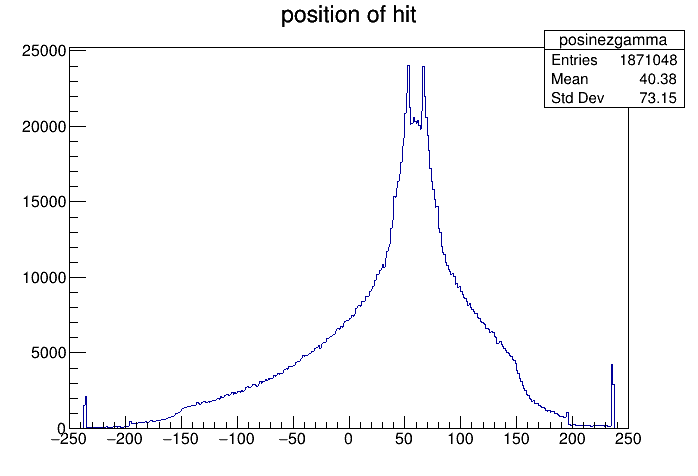 position of hit
posinezgamma
Entries 1871048
Mean 40.38
Std Dev 73.15
25000
20000
15000
10000
5000
0
−250 −200 −150 −100 −50 0 50 100 150 200 250